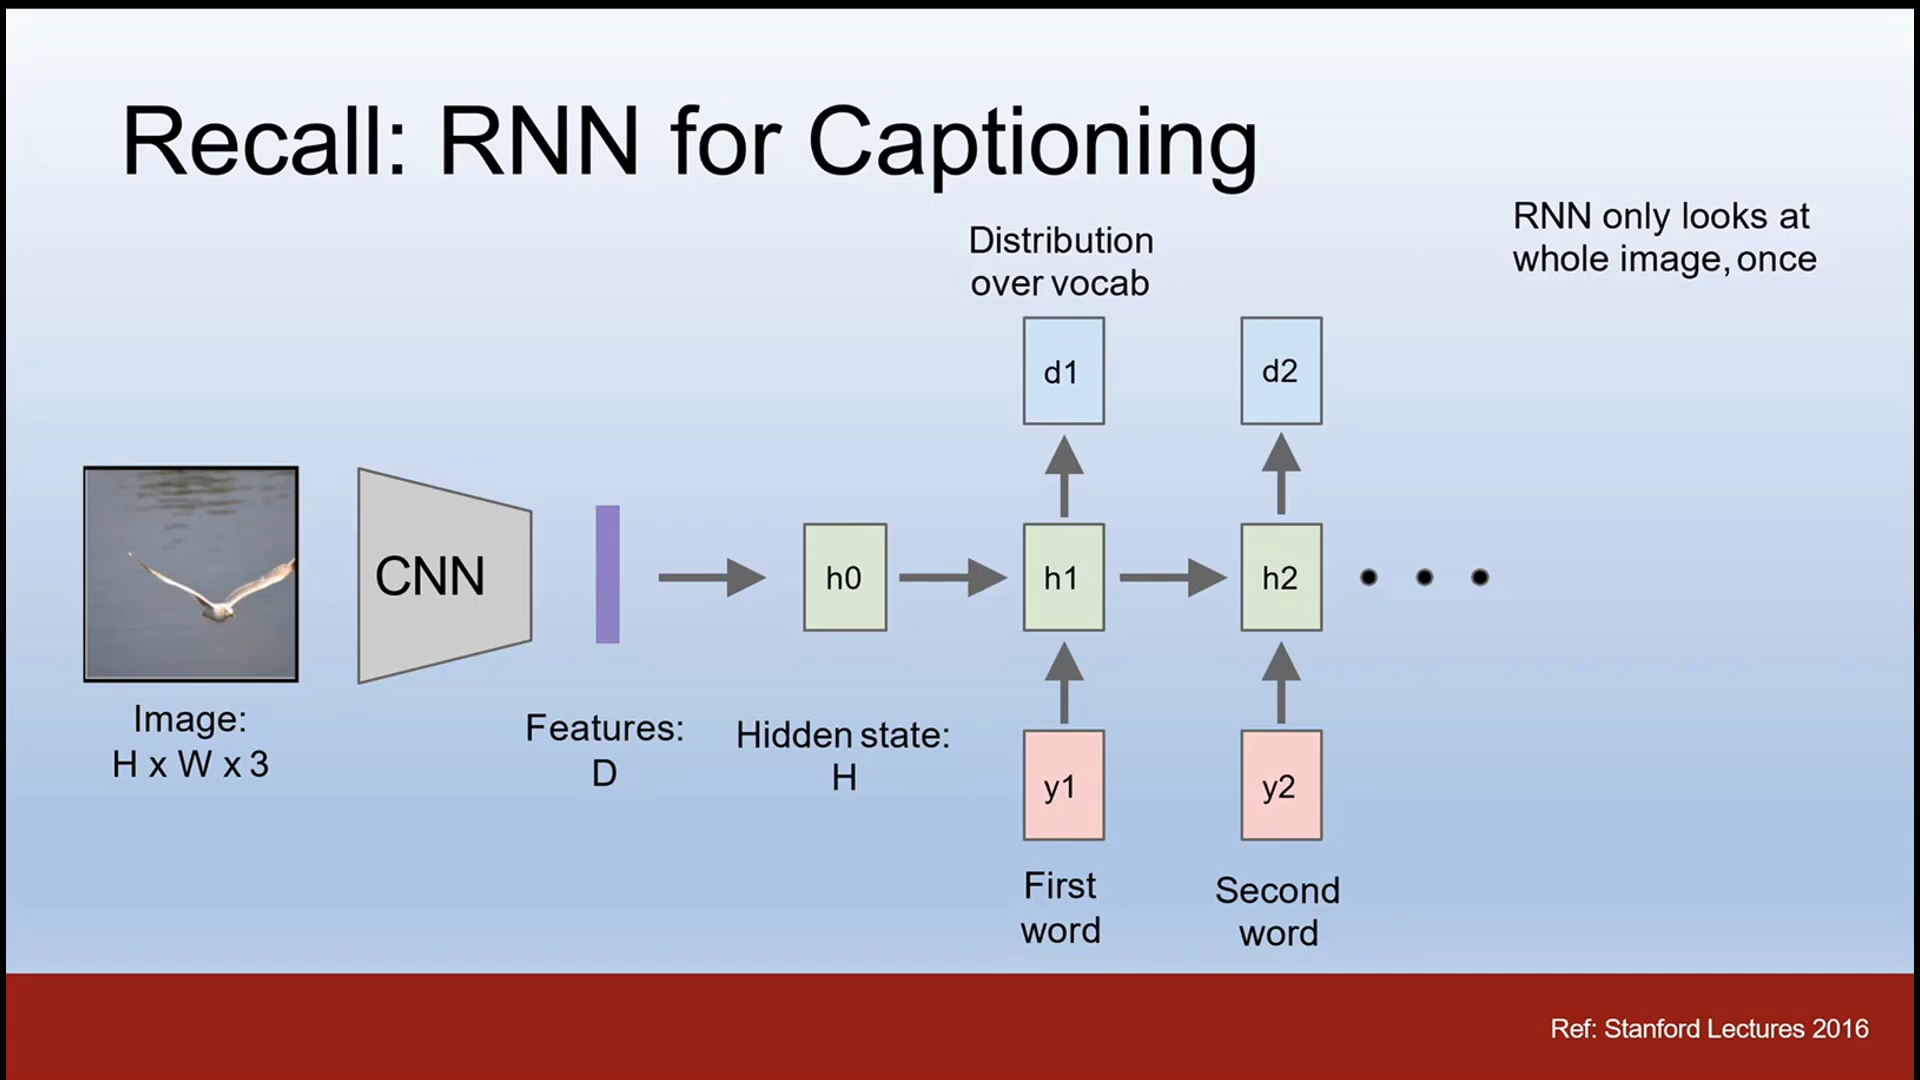 Recall: RNN for Captioning
RNN only looks at
whole image, once
Distribution
over vocab
d1
d2
CNN
h0
h1
h2
Image:
H x W x 3
Features:
D
Hidden state:
H
y1
y2
First
word
Second
word
Ref: Stanford Lectures 2016